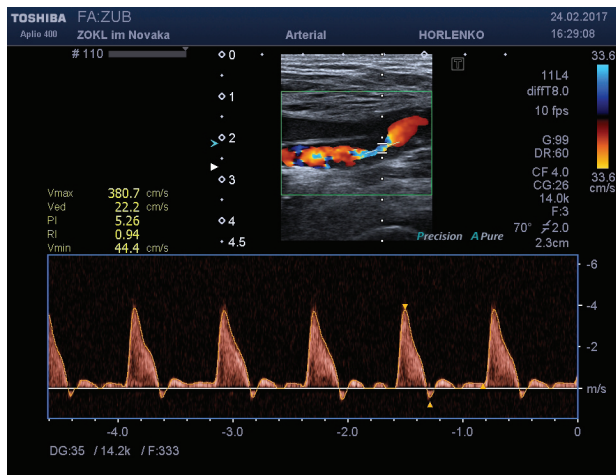 TOSHIBA FA:ZUB 24.02.2017
Aplio 400 ZOKL im Novaka Arterial HORLENKO 16:29:08
# 110
0
1
2
3
4
4.5
T
33.6
11L4
diffT8.0
10 fps
G:99
DR:60
33.6
cm/s
CF 4.0
CG:26
14.0k
F:3
70° 2.0
2.3cm
Precision A Pure
Vmax 380.7 cm/s
Ved 22.2 cm/s
PI 5.26
RI 0.94
Vmin 44.4 cm/s
-6
-4
-2
m/s
-4.0 -3.0 -2.0 -1.0 0
DG:35 / 14.2k / F:333